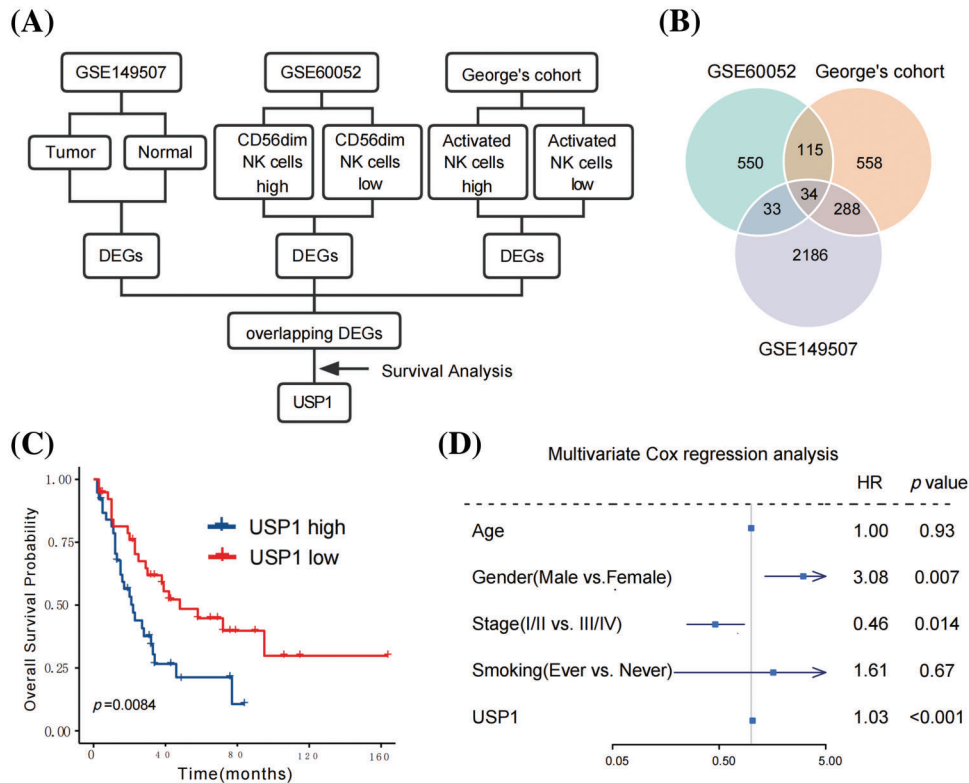 (A)
GSE149507
GSE60052
George's cohort
Tumor
Normal
CD56dim
NK cells
high
CD56dim
NK cells
low
Activated
NK cells
high
Activated
NK cells
low
DEGs
DEGs
DEGs
overlapping DEGs
Survival Analysis
USP1
(B)
GSE60052
George's cohort
550
115
558
34
33
288
2186
GSE149507
(C)
Overall Survival Probability
1.00
0.75
0.50
0.25
0.00
USP1 high
USP1 low
p=0.0084
0 40 80 120 160
Time(months)
(D)
Multivariate Cox regression analysis
HR p value
Age 1.00 0.93
Gender(Male vs.Female) 3.08 0.007
Stage(I/II vs. III/IV) 0.46 0.014
Smoking(Ever vs. Never) 1.61 0.67
USP1 1.03 <0.001
0.05 0.50 5.00